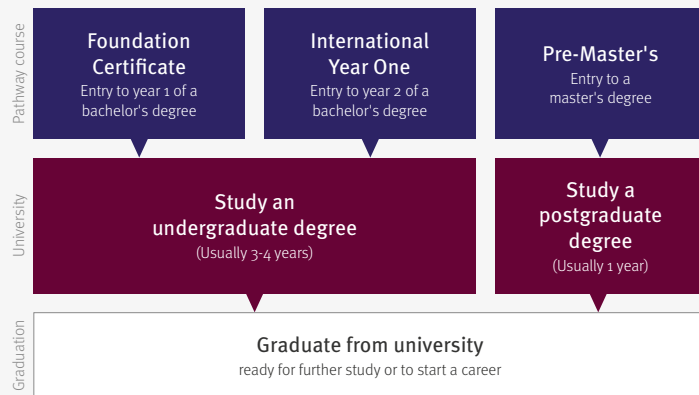 Pathway course
Foundation
Certificate
Entry to year 1 of a
bachelor's degree
International
Year One
Entry to year 2 of a
bachelor's degree
Pre-Master's
Entry to a
master's degree
University
Study an
undergraduate degree
(Usually 3-4 years)
Study a
postgraduate
degree
(Usually 1 year)
Graduation
Graduate from university
ready for further study or to start a career